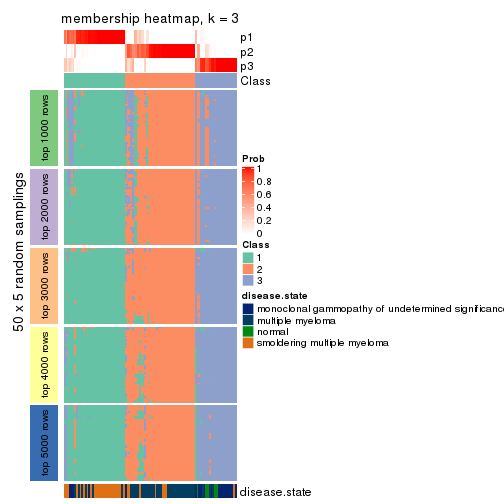 membership heatmap, k = 3
p1
p2
p3
Class
50 x 5 random samplings
top 1000 rows
top 2000 rows
top 3000 rows
top 4000 rows
top 5000 rows
Prob
1
0.8
0.6
0.4
0.2
0
Class
1
2
3
disease.state
monoclonal gammopathy of undetermined significance
multiple myeloma
normal
smoldering multiple myeloma
disease.state